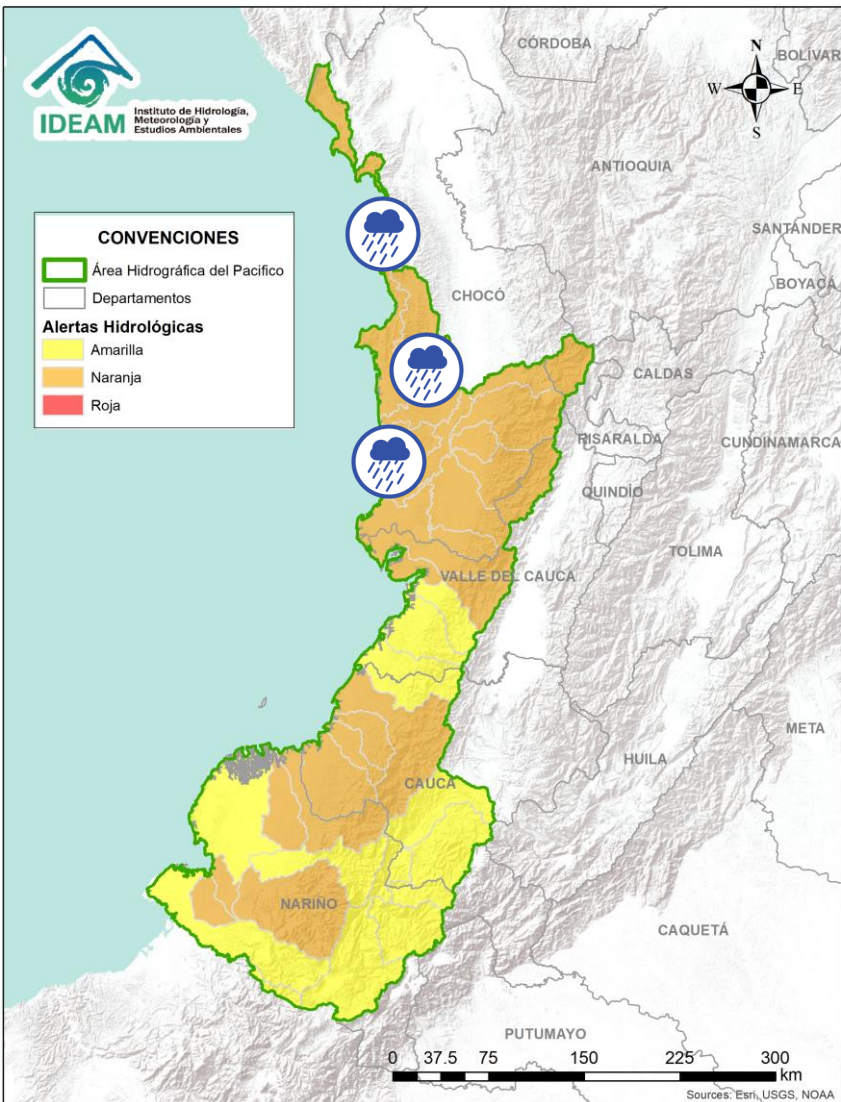 IDEAM
Instituto de Hidrología,
Meteorología y
Estudios Ambientales
CÓRDOBA
BOLÍVAR
N
W
E
S
ANTIOQUIA
SANTANDER
BOYACÁ
CONVENCIONES
Área Hidrográfica del Pacifico
Departamentos
Alertas Hidrológicas
Amarilla
Naranja
Roja
CHOCÓ
CALDAS
RISARALDA
CUNDINAMARCA
QUINDÍO
TOLIMA
VALLE DEL CAUCA
META
HUILA
CAUCA
NARIÑO
CAQUETÁ
PUTUMAYO
0 37.5 75 150 225 300
km
Sources: Esri, USGS, NOAA